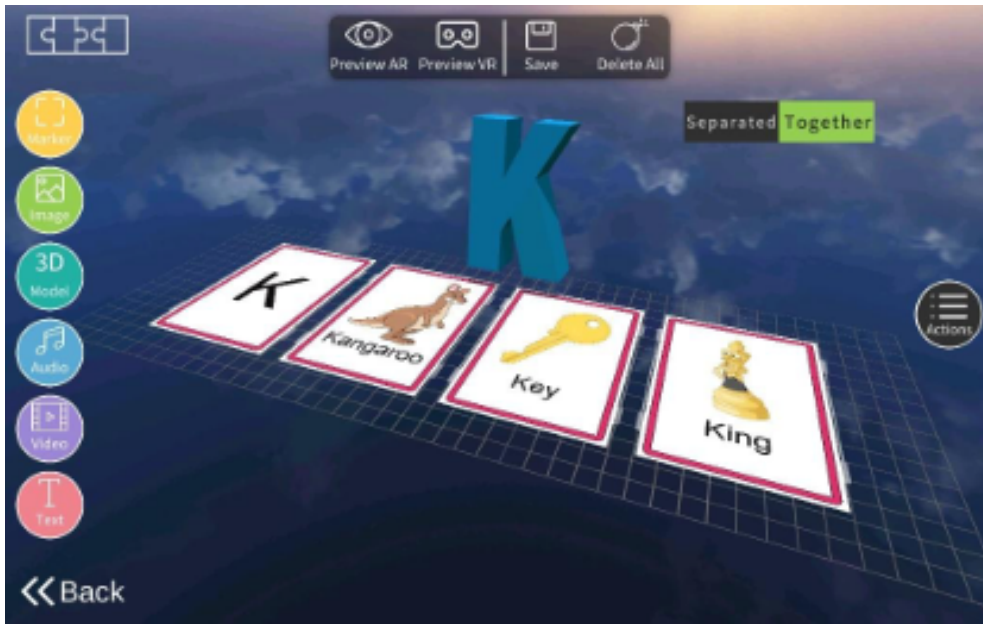 Preview AR Preview VR Save Delete All
Separated Together
Marker
Image
3D
Model
Audio
Video
T
Text
K
K
Kangaroo
Key
King
Actions
Back